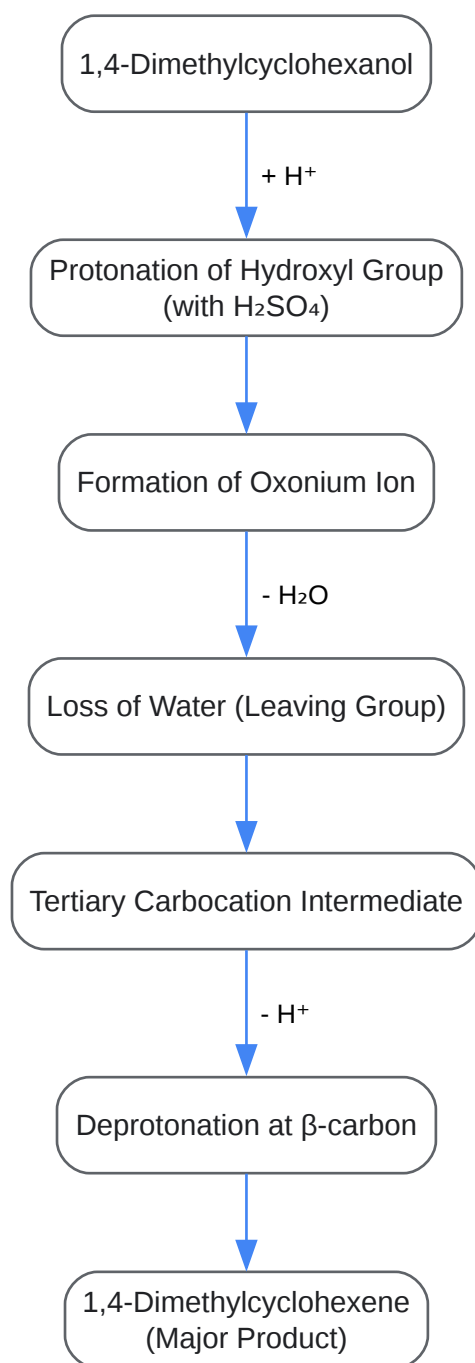 1,4-Dimethylcyclohexanol
+ H⁺
Protonation of Hydroxyl Group
(with H₂SO₄)
Formation of Oxonium Ion
- H₂O
Loss of Water (Leaving Group)
Tertiary Carbocation Intermediate
- H⁺
Deprotonation at β-carbon
1,4-Dimethylcyclohexene
(Major Product)